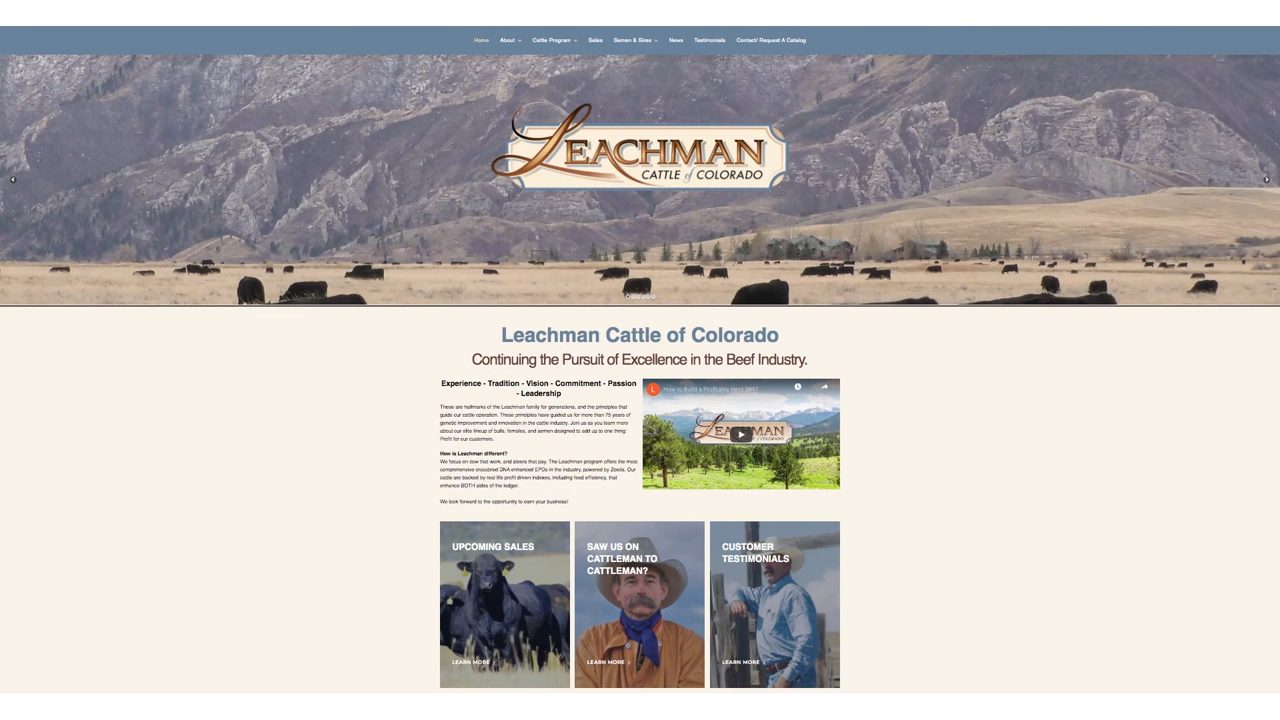 Home About Cattle Program Sales Semen & Sires News Testimonials Contact/ Request A Catalog
LEACHMAN
CATTLE of COLORADO
Leachman Cattle of Colorado
Continuing the Pursuit of Excellence in the Beef Industry.
Experience - Tradition - Vision - Commitment - Passion
- Leadership
These are hallmarks of the Leachman family for generations, and the principles that
guide our cattle operation. These principles have guided us for more than 75 years of
genetic improvement and innovation in the cattle industry. Join us as you learn more
about our elite lineup of bulls, females, and semen designed to add up to one thing:
Profit for our customers.
How is Leachman different?
We focus on cow that work, and steers that pay. The Leachman program offers the most
comprehensive crossbred DNA enhanced EPDs in the industry, powered by Zoetis. Our
cattle are backed by real life profit driven indexes, including feed efficiency, that
enhance BOTH sides of the ledger.
We look forward to the opportunity to earn your business!
L How to Build a Profitable Herd 2017
LEACHMAN
CATTLE of COLORADO
UPCOMING SALES
LEARN MORE
SAW US ON
CATTLEMAN TO
CATTLEMAN?
LEARN MORE
CUSTOMER
TESTIMONIALS
LEARN MORE